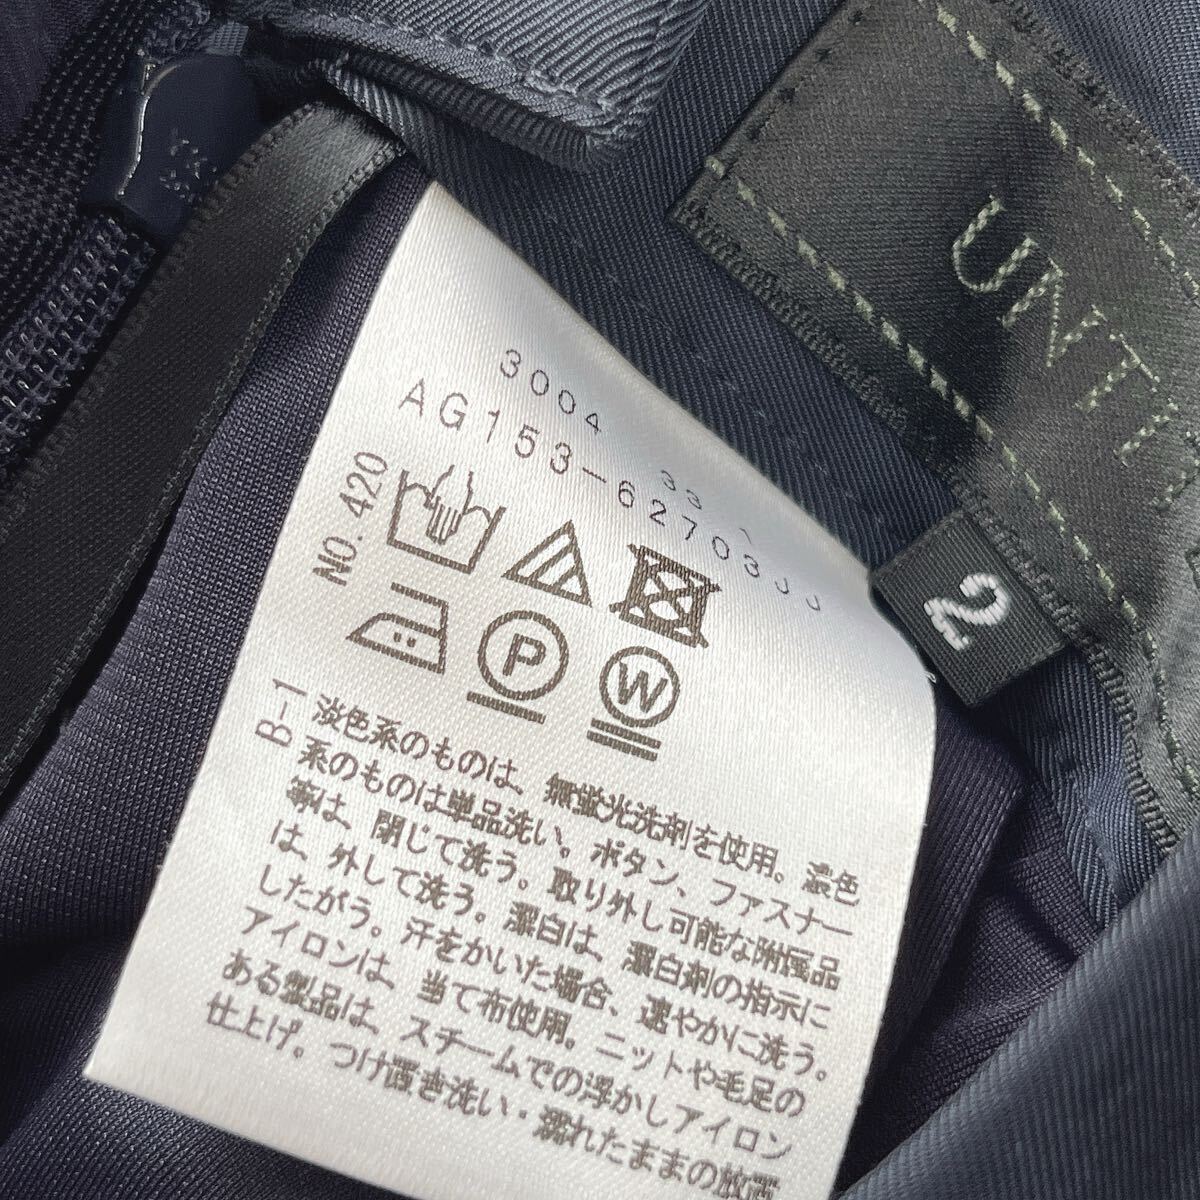 UNT
2
3004
33 1
AG153-62703
NO. 420
P
W
B-1
淡色系のものは、無蛍光洗剤を使用。濃色
系のものは単品洗い。ボタン、ファスナー
等は、閉じて洗う。取り外し可能な附属品
は、外して洗う。漂白は、漂白剤の指示に
したがう。汗をかいた場合、速やかに洗う。
アイロンは、当て布使用。ニットや毛足の
ある製品は、スチームでの浮かしアイロン
仕上げ。つけ置き洗い・濡れたままの放置